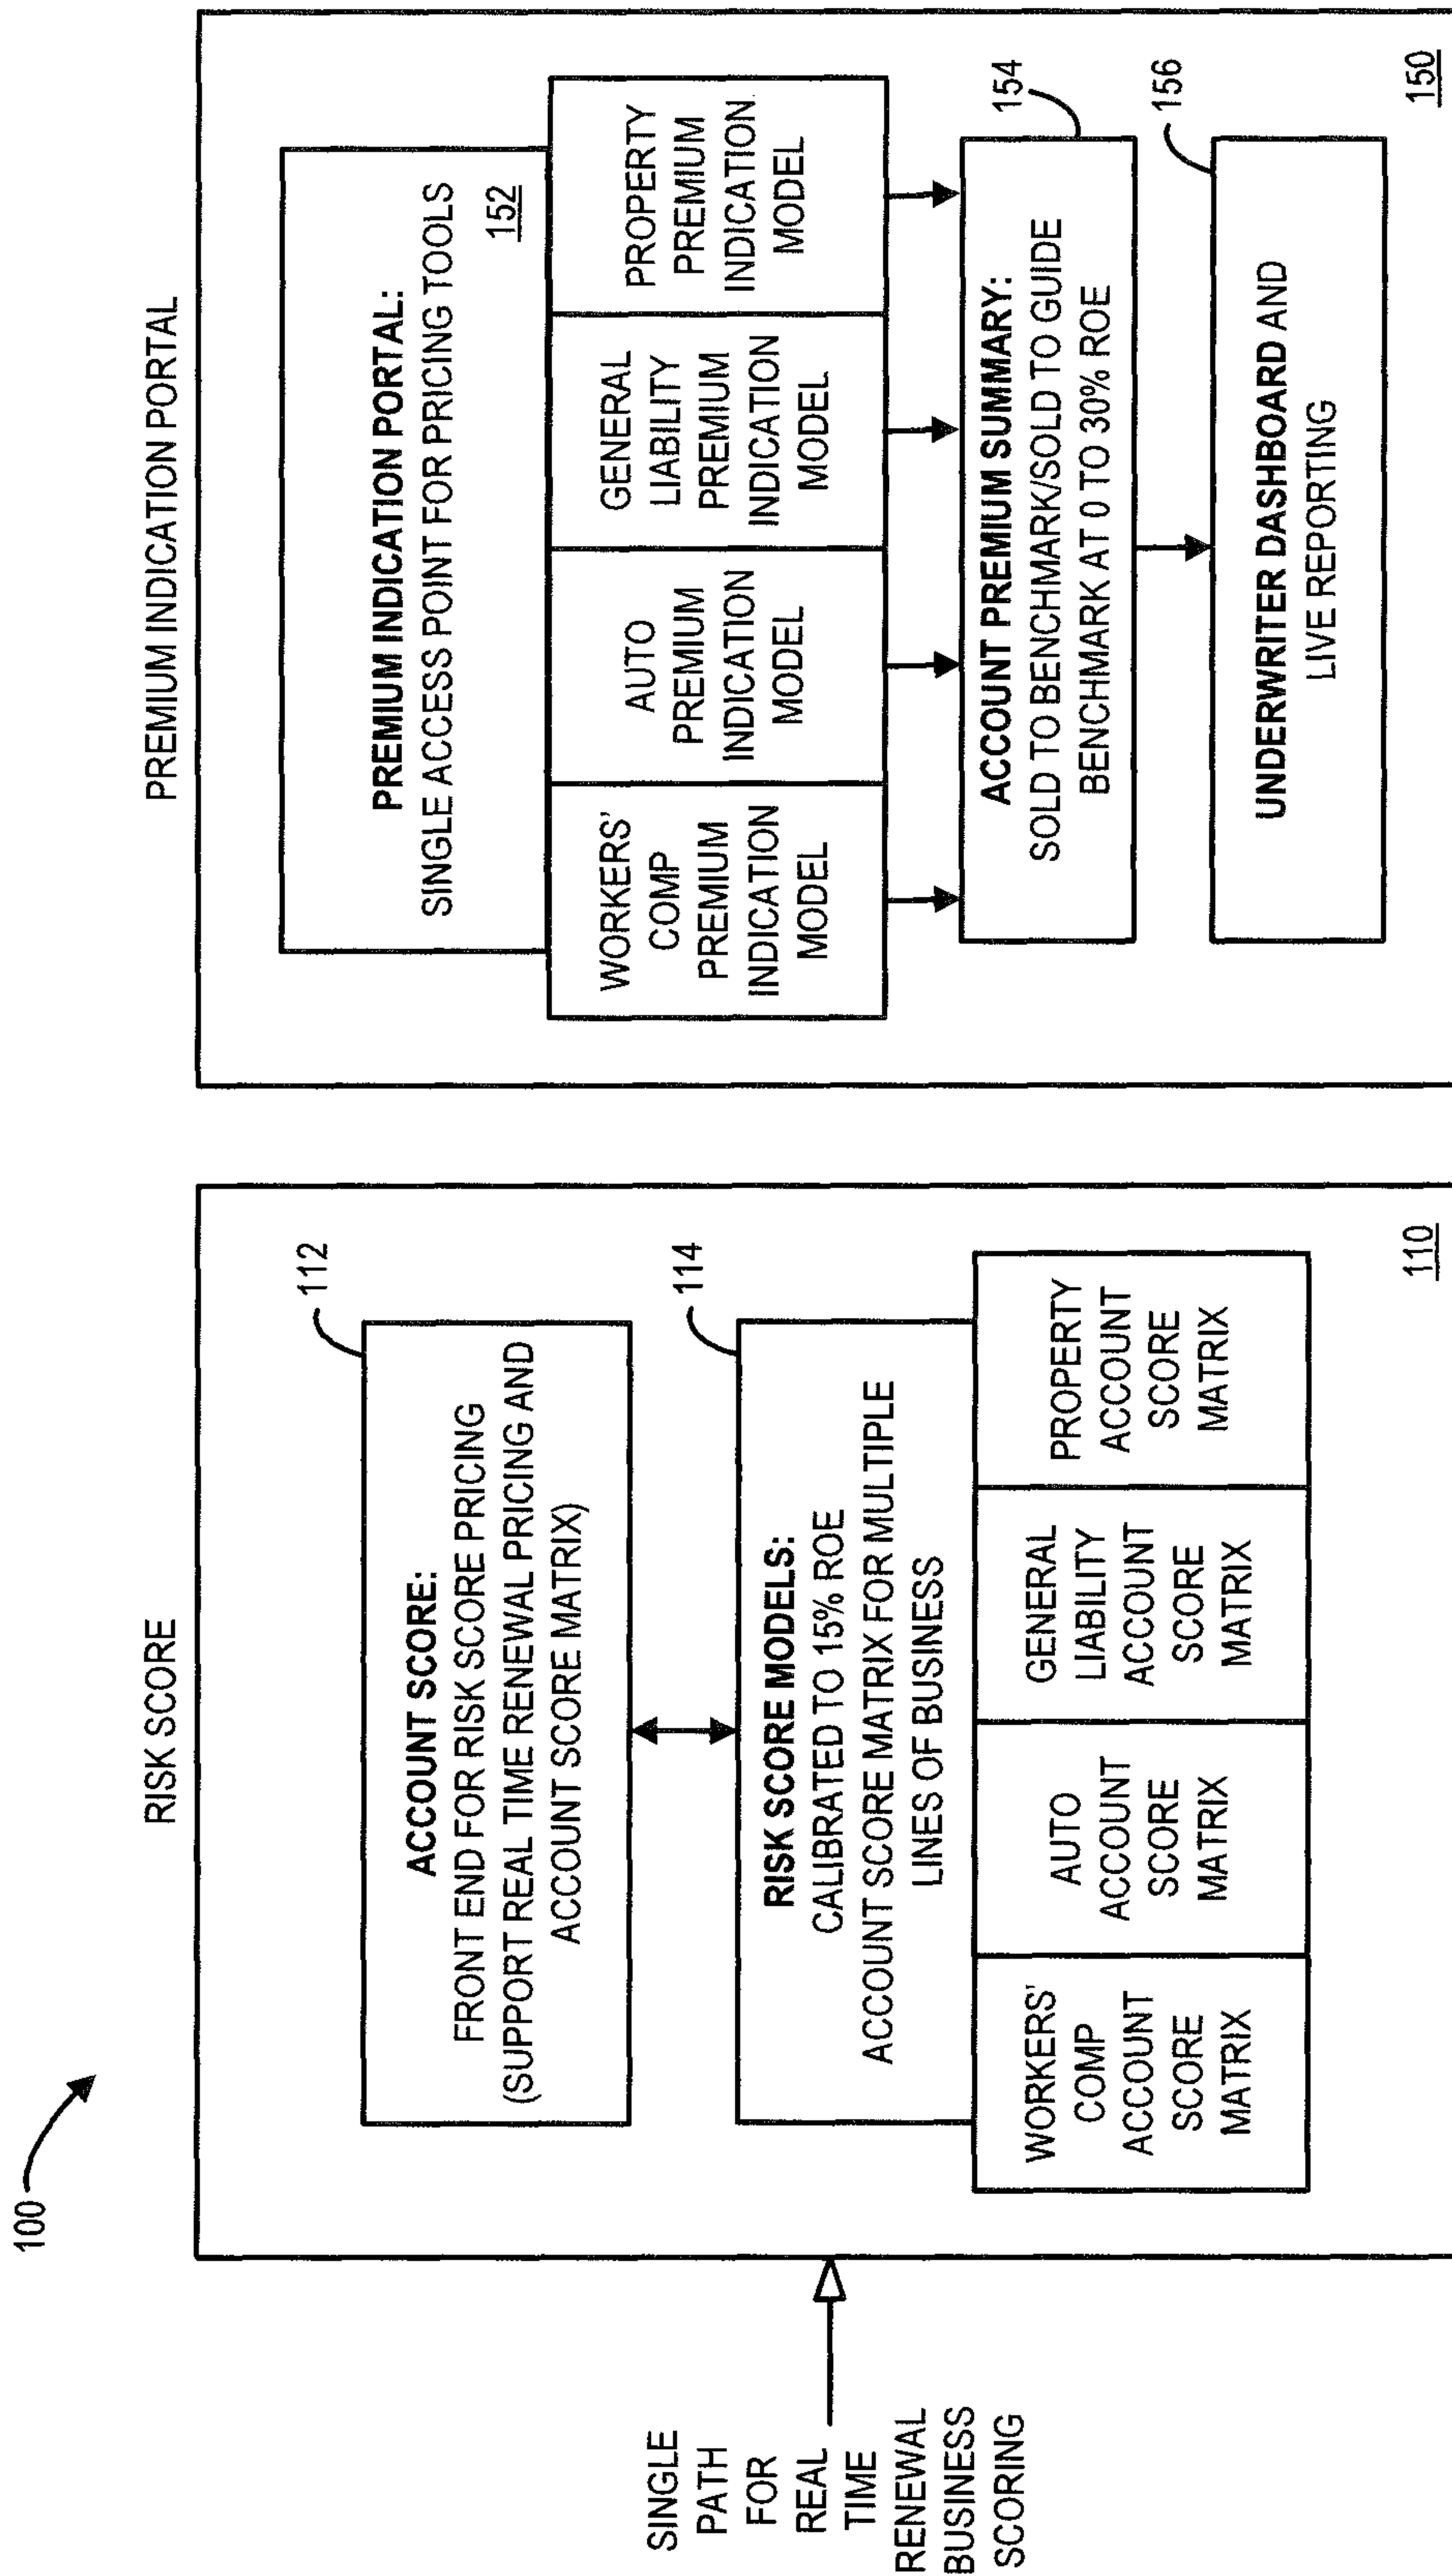 100
SINGLE
PATH
FOR
REAL
TIME
RENEWAL
BUSINESS
SCORING
RISK SCORE
ACCOUNT SCORE:
FRONT END FOR RISK SCORE PRICING
(SUPPORT REAL TIME RENEWAL PRICING AND
ACCOUNT SCORE MATRIX)
112
RISK SCORE MODELS:
CALIBRATED TO 15% ROE
ACCOUNT SCORE MATRIX FOR MULTIPLE
LINES OF BUSINESS
114
WORKERS'
COMP
ACCOUNT
SCORE
MATRIX
AUTO
ACCOUNT
SCORE
MATRIX
GENERAL
LIABILITY
ACCOUNT
SCORE
MATRIX
PROPERTY
ACCOUNT
SCORE
MATRIX
110
PREMIUM INDICATION PORTAL
PREMIUM INDICATION PORTAL:
SINGLE ACCESS POINT FOR PRICING TOOLS
152
WORKERS'
COMP
PREMIUM
INDICATION
MODEL
AUTO
PREMIUM
INDICATION
MODEL
GENERAL
LIABILITY
PREMIUM
INDICATION
MODEL
PROPERTY
PREMIUM
INDICATION
MODEL
ACCOUNT PREMIUM SUMMARY:
SOLD TO BENCHMARK/SOLD TO GUIDE
BENCHMARK AT 0 TO 30% ROE
154
UNDERWRITER DASHBOARD AND
LIVE REPORTING
156
150